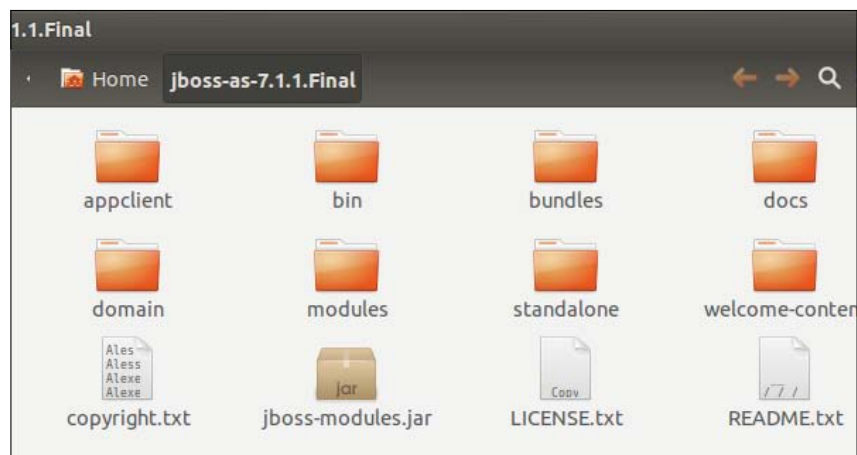 1.1.Final
Home jboss-as-7.1.1.Final
appclient bin bundles docs
domain modules standalone welcome-conten
Ales
Aless
Alexe
Alexe
jar
Copy
copyright.txt jboss-modules.jar LICENSE.txt README.txt